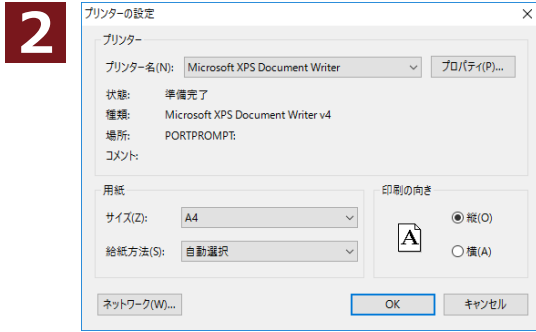 2
プリンターの設定
プリンター
プリンター名(N): Microsoft XPS Document Writer プロパティ(P)...
状態: 準備完了
種類: Microsoft XPS Document Writer v4
場所: PORTPROMPT:
コメント:
用紙 印刷の向き
サイズ(Z): A4 縦(O)
A
給紙方法(S): 自動選択 横(A)
ネットワーク(W)... OK キャンセル